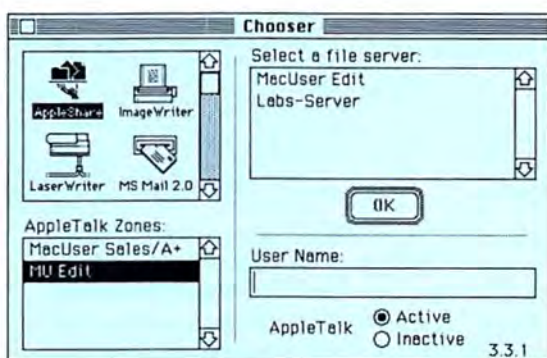 Chooser
AppleShare
ImageWriter
LaserWriter
MS Mail 2.0
AppleTalk Zones:
MacUser Sales/A+
MU Edit
Select a file server:
MacUser Edit
Labs-Server
OK
User Name:
AppleTalk
Active
Inactive
3.3.1